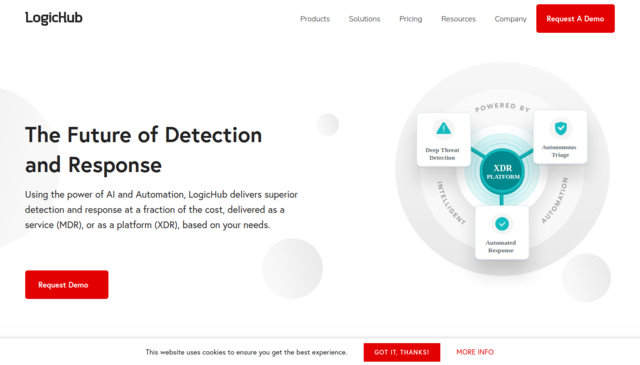 LogicHub
Products Solutions Pricing Resources Company Request A Demo
The Future of Detection
and Response
Using the power of AI and Automation, LogicHub delivers superior
detection and response at a fraction of the cost, delivered as a
service (MDR), or as a platform (XDR), based on your needs.
Request Demo
POWERED BY
INTELLIGENT
AUTOMATION
Deep Threat
Detection
Autonomous
Triage
XDR
PLATFORM
Automated
Response
This website uses cookies to ensure you get the best experience.
GOT IT, THANKS!
MORE INFO